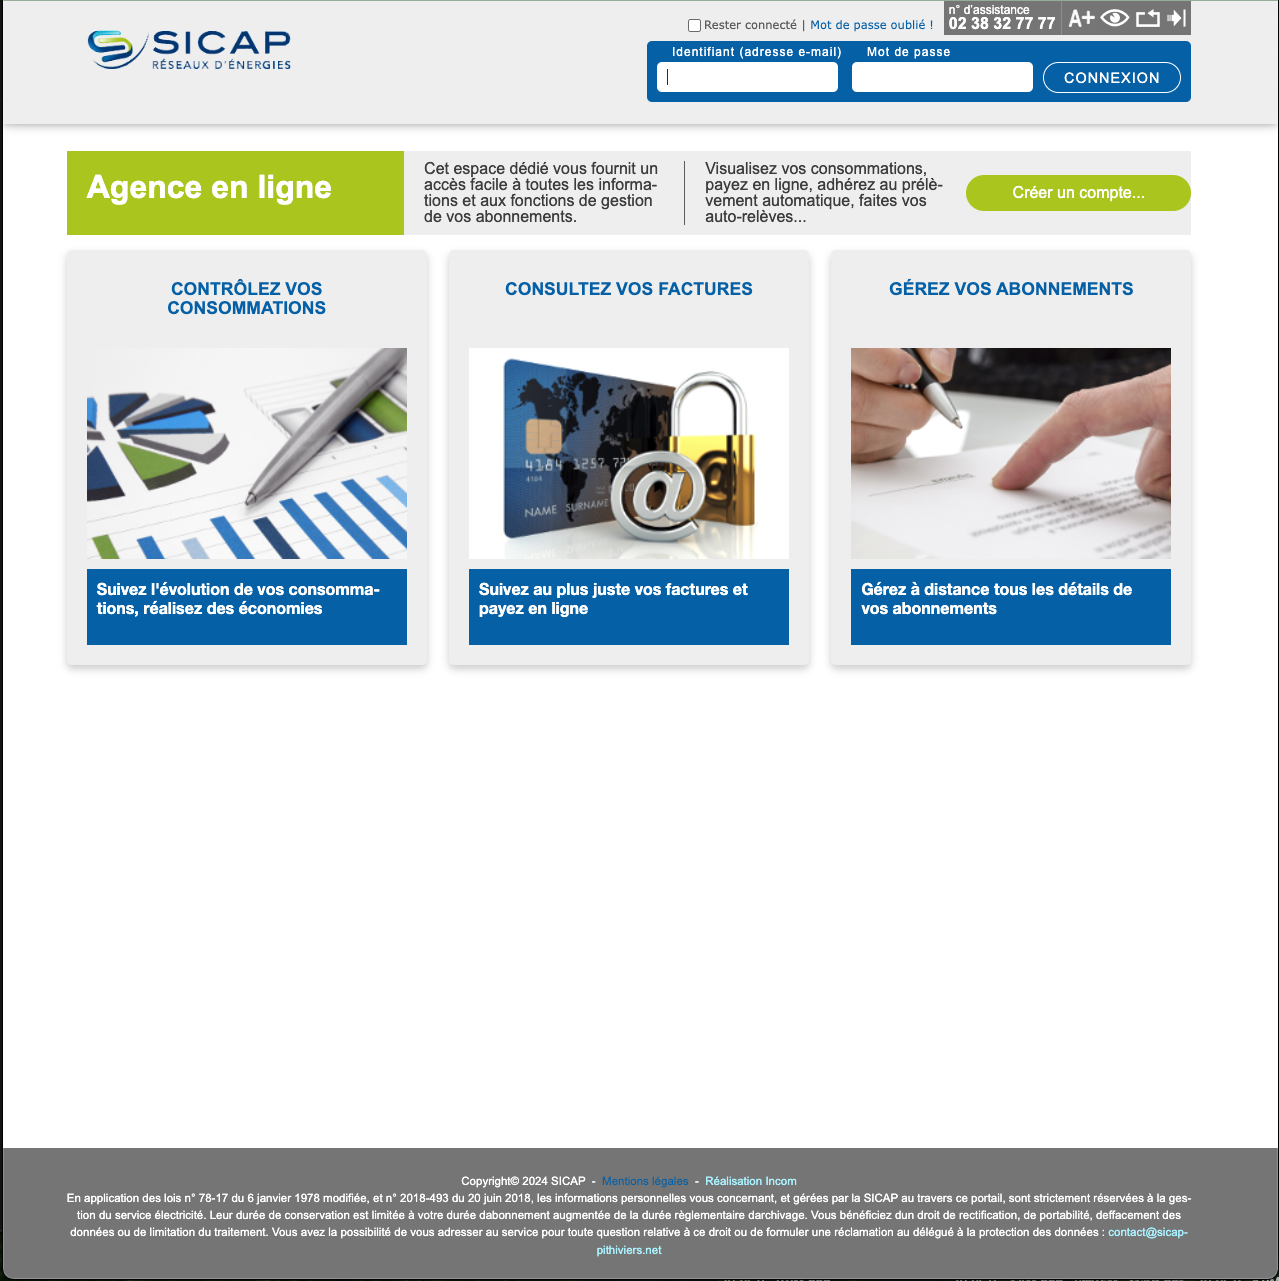 SICAP
RÉSEAUX D'ÉNERGIES
Rester connecté | Mot de passe oublié !
n° d'assistance
02 38 32 77 77
A+
Identifiant (adresse e-mail)
Mot de passe
CONNEXION
Agence en ligne
Cet espace dédié vous fournit un
accès facile à toutes les informa-
tions et aux fonctions de gestion
de vos abonnements.
Visualisez vos consommations,
payez en ligne, adhérez au prélè-
vement automatique, faites vos
auto-relèves...
Créer un compte...
CONTRÔLEZ VOS
CONSOMMATIONS
CONSULTEZ VOS FACTURES
GÉREZ VOS ABONNEMENTS
4184
NAME SURNAME
@
Suivez l'évolution de vos consomma-
tions, réalisez des économies
Suivez au plus juste vos factures et
payez en ligne
Gérez à distance tous les détails de
vos abonnements
Copyright© 2024 SICAP - Mentions légales - Réalisation Incom
En application des lois n° 78-17 du 6 janvier 1978 modifiée, et n° 2018-493 du 20 juin 2018, les informations personnelles vous concernant, et gérées par la SICAP au travers ce portail, sont strictement réservées à la ges-
tion du service électricité. Leur durée de conservation est limitée à votre durée dabonnement augmentée de la durée règlementaire darchivage. Vous bénéficiez dun droit de rectification, de portabilité, deffacement des
données ou de limitation du traitement. Vous avez la possibilité de vous adresser au service pour toute question relative à ce droit ou de formuler une réclamation au délégué à la protection des données : contact@sicap-
pithiviers.net